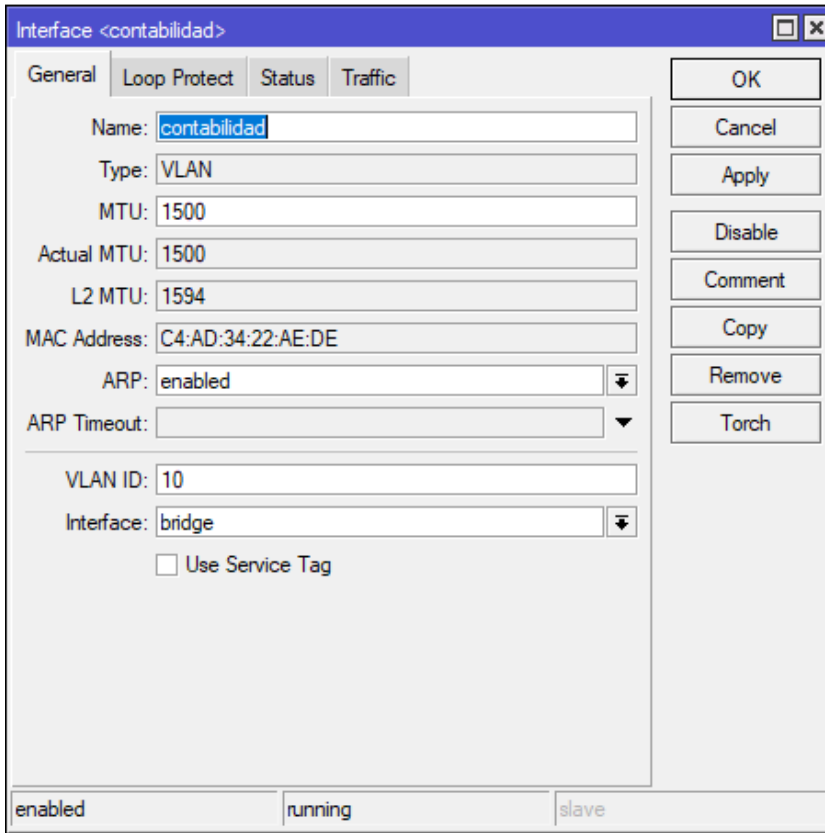 Interface <contabilidad>
General Loop Protect Status Traffic
OK
Name: contabilidad
Cancel
Type: VLAN
Apply
MTU: 1500
Disable
Actual MTU: 1500
Comment
L2 MTU: 1594
Copy
MAC Address: C4:AD:34:22:AE:DE
Remove
ARP: enabled
Torch
ARP Timeout:
VLAN ID: 10
Interface: bridge
Use Service Tag
enabled running slave